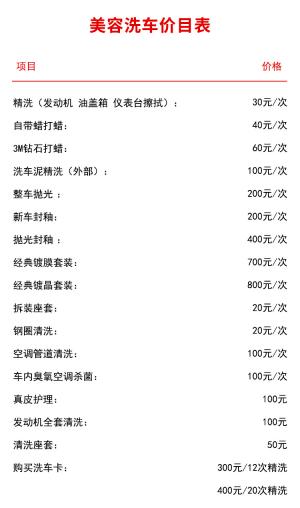 美容洗车价目表
项目 价格
精洗（发动机 油盖箱 仪表台擦拭）： 30元/次
自带蜡打蜡： 40元/次
3M钻石打蜡： 60元/次
洗车泥精洗（外部）： 100元/次
整车抛光 ： 200元/次
新车封釉： 200元/次
抛光封釉 ： 400元/次
经典镀膜套装： 700元/次
经典镀晶套装： 800元/次
拆装座套： 20元/次
钢圈清洗： 20元/次
空调管道清洗： 100元/次
车内臭氧空调杀菌： 100元/次
真皮护理： 100元
发动机全套清洗： 100元
清洗座套： 50元
购买洗车卡： 300元/12次精洗
400元/20次精洗